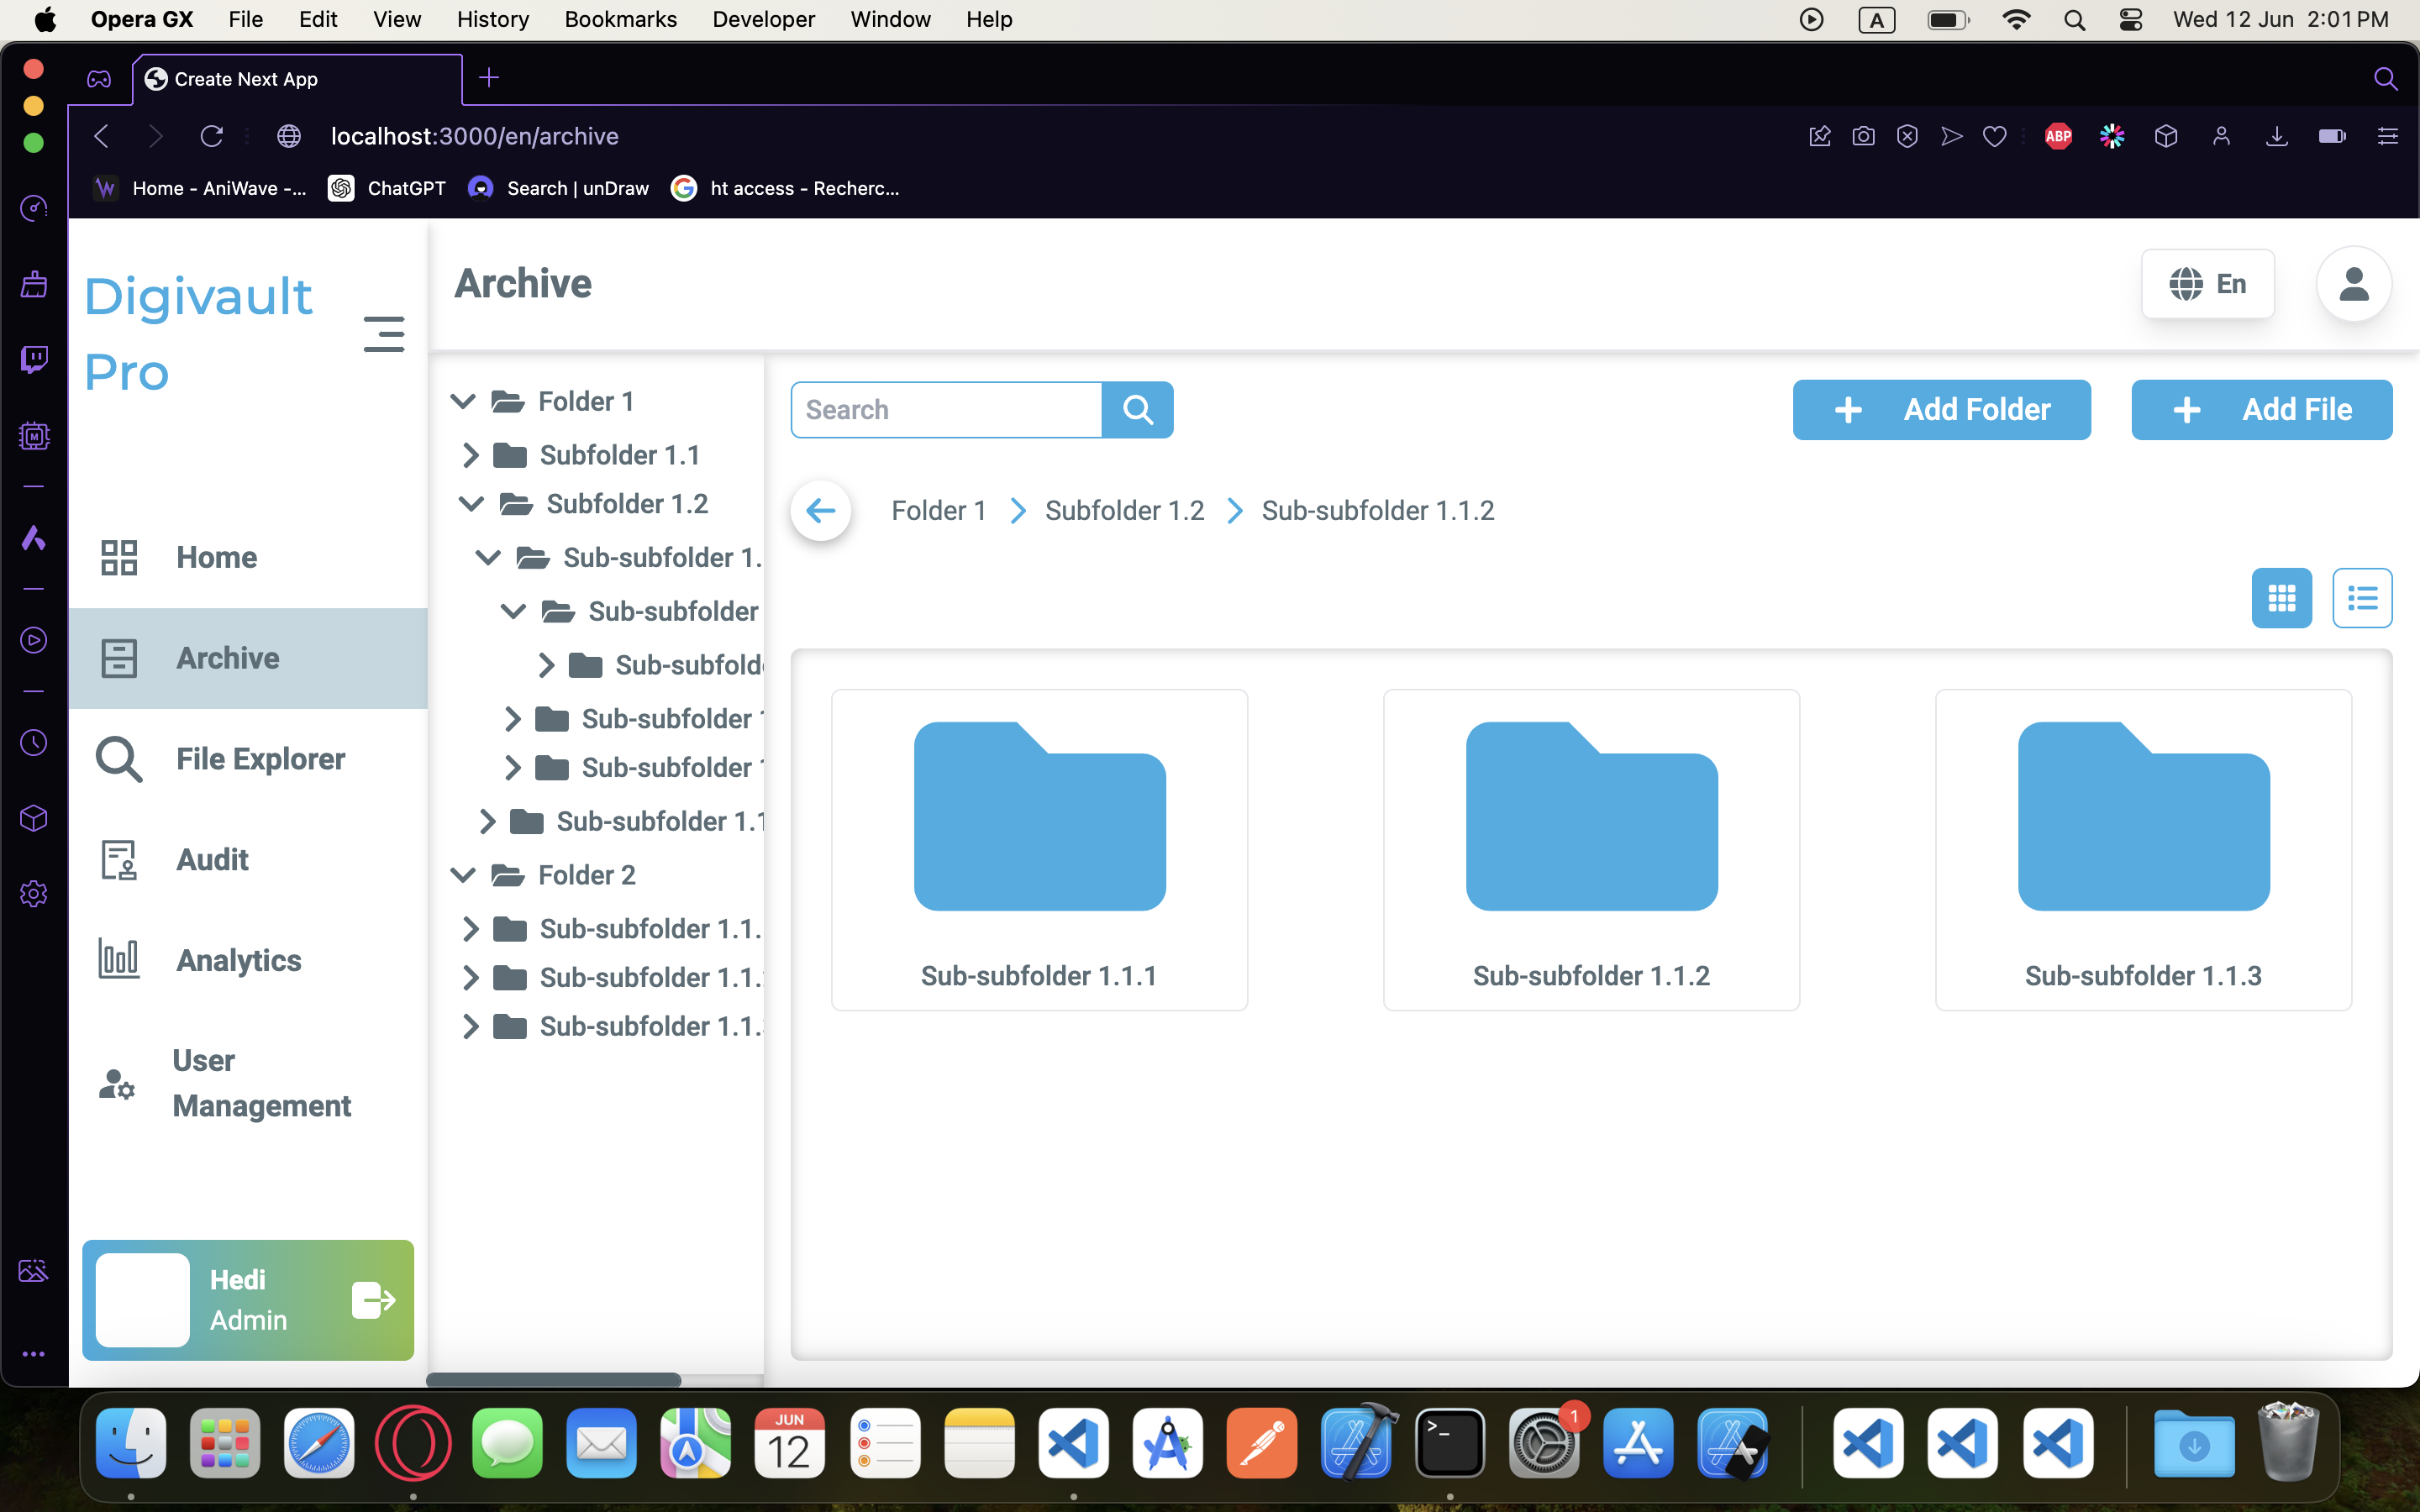 Opera GX File Edit View History Bookmarks Developer Window Help A Wed 12 Jun 2:01 PM
Create Next App
localhost:3000/en/archive ABP
Home - AniWave -... ChatGPT Search | unDraw ht access - Recherc...
Digivault
Pro
Archive
En
Home
Archive
File Explorer
Audit
Analytics
User
Management
Hedi
Admin
Folder 1
Subfolder 1.1
Subfolder 1.2
Sub-subfolder 1.
Sub-subfolder
Sub-subfold
Sub-subfolder
Sub-subfolder
Sub-subfolder 1.1
Folder 2
Sub-subfolder 1.1.
Sub-subfolder 1.1.
Sub-subfolder 1.1.
Search
Add Folder
Add File
Folder 1 Subfolder 1.2 Sub-subfolder 1.1.2
Sub-subfolder 1.1.1
Sub-subfolder 1.1.2
Sub-subfolder 1.1.3
JUN
12
>_
1